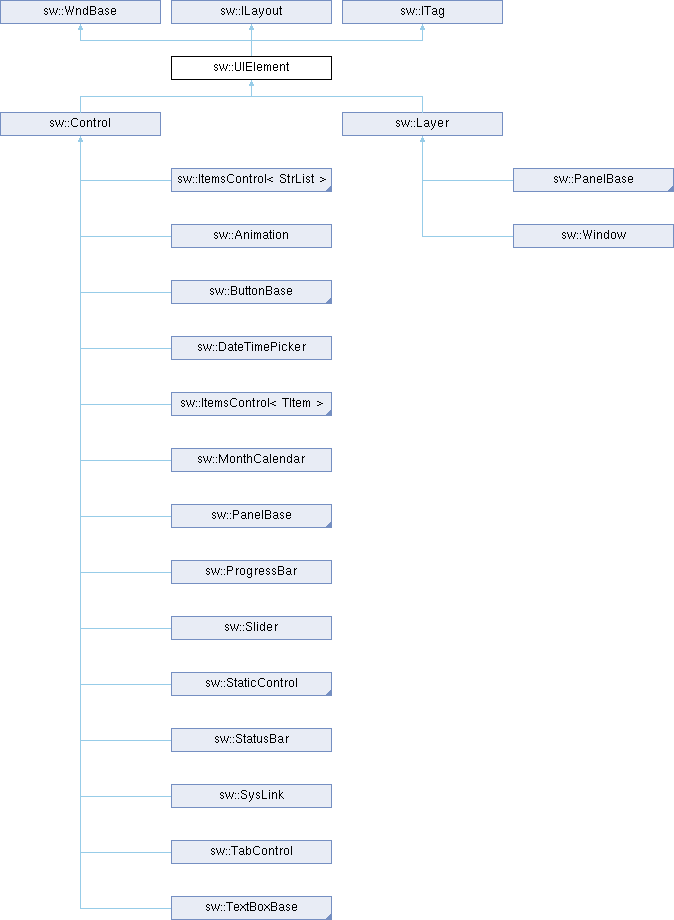 sw::WndBase
sw::ILayout
sw::ITag
sw::UIElement
sw::Control
sw::Layer
sw::ItemsControl< StrList >
sw::PanelBase
sw::Animation
sw::Window
sw::ButtonBase
sw::DateTimePicker
sw::ItemsControl< TItem >
sw::MonthCalendar
sw::PanelBase
sw::ProgressBar
sw::Slider
sw::StaticControl
sw::StatusBar
sw::SysLink
sw::TabControl
sw::TextBoxBase